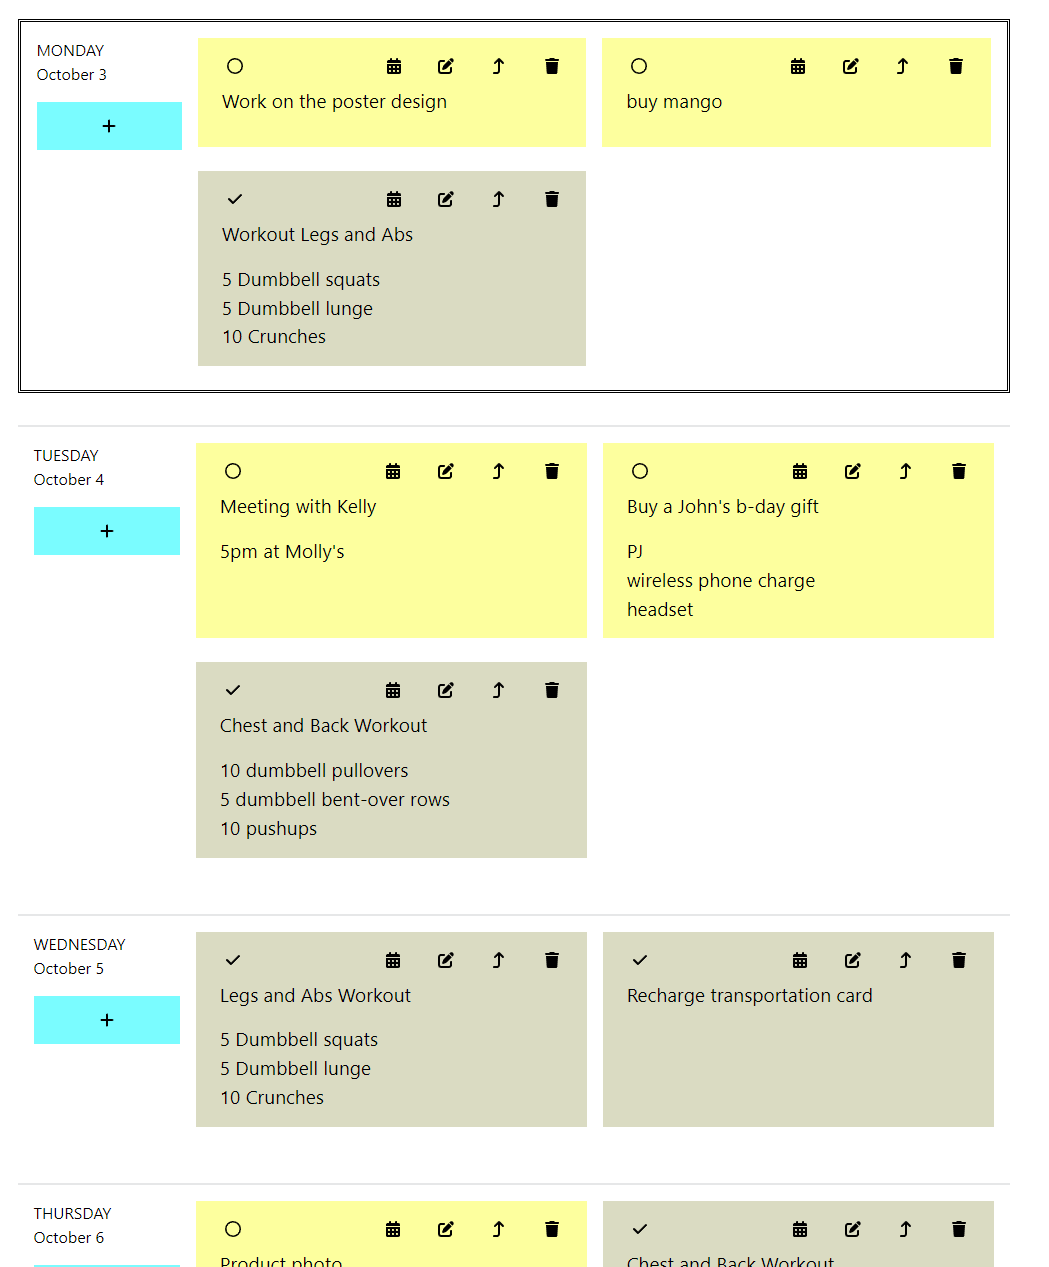 MONDAY
October 3
Work on the poster design
buy mango
Workout Legs and Abs
5 Dumbbell squats
5 Dumbbell lunge
10 Crunches
TUESDAY
October 4
Meeting with Kelly
5pm at Molly's
Buy a John's b-day gift
PJ
wireless phone charge
headset
Chest and Back Workout
10 dumbbell pullovers
5 dumbbell bent-over rows
10 pushups
WEDNESDAY
October 5
Legs and Abs Workout
5 Dumbbell squats
5 Dumbbell lunge
10 Crunches
Recharge transportation card
THURSDAY
October 6
Product photo
Chest and Back Workout